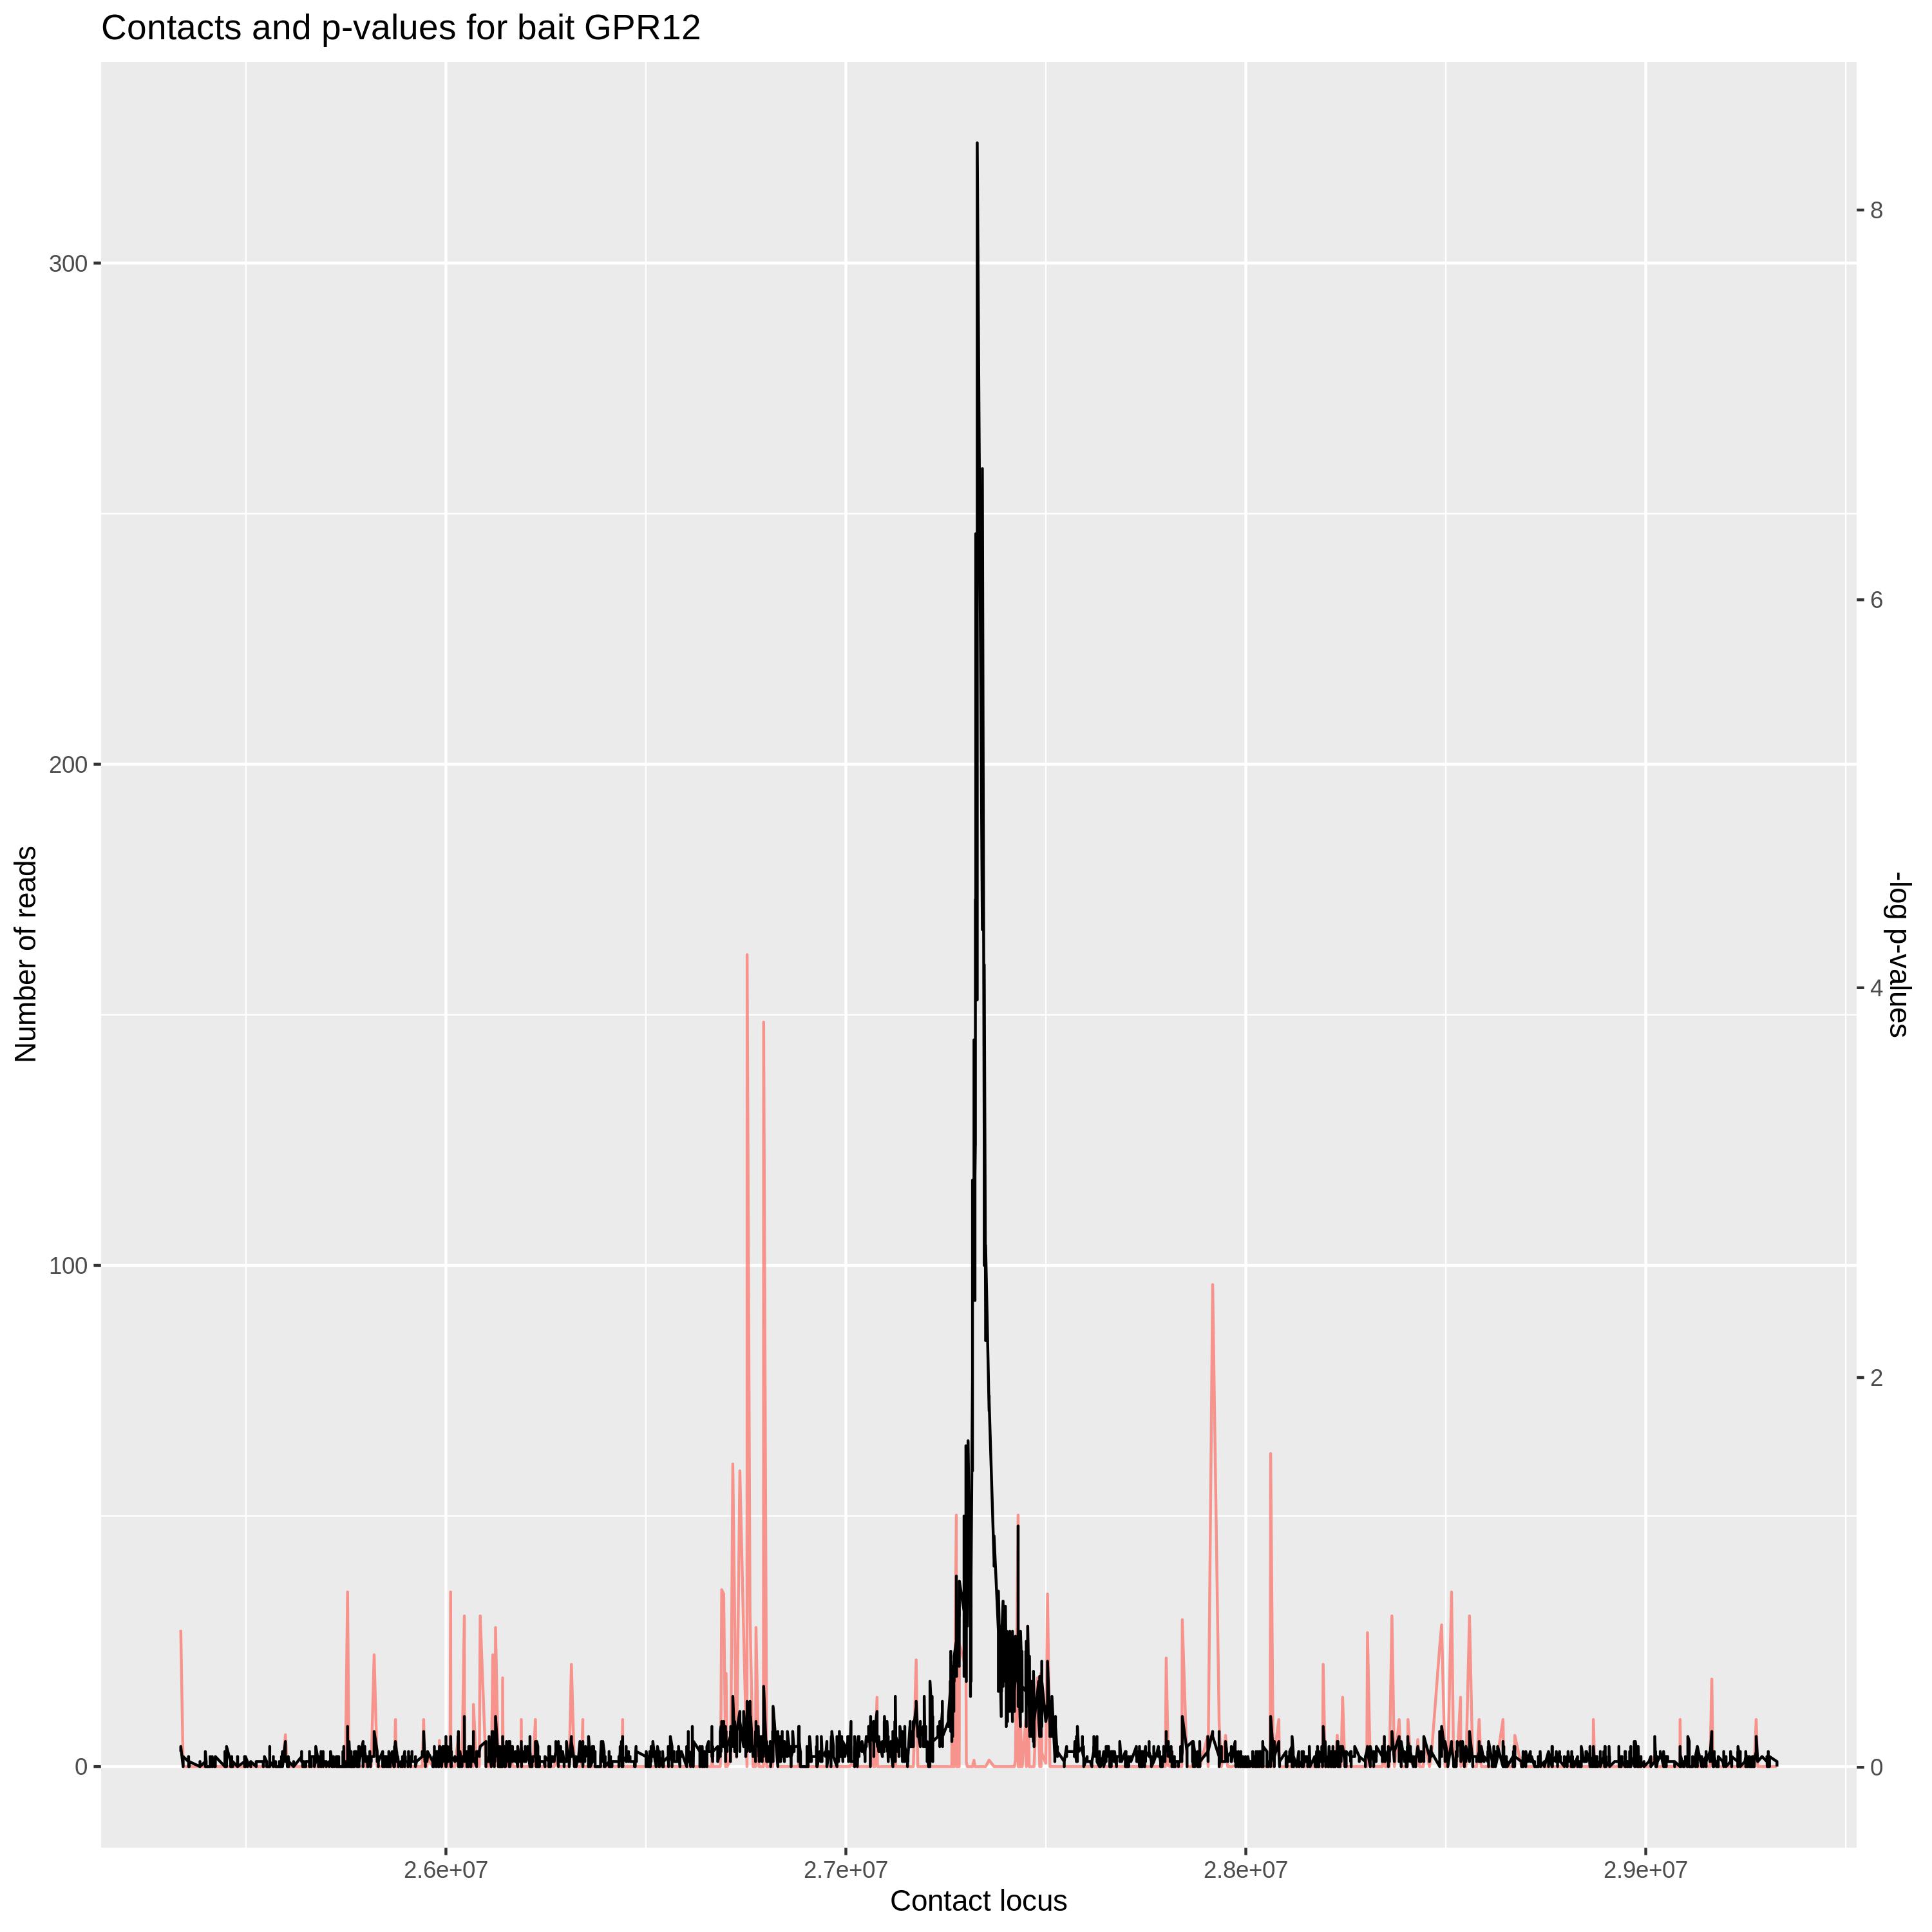 Contacts and p-values for bait GPR12
Number of reads
300
200
100
0
8
6
4
2
0
-log p-values
2.6e+07
2.7e+07
2.8e+07
2.9e+07
Contact locus